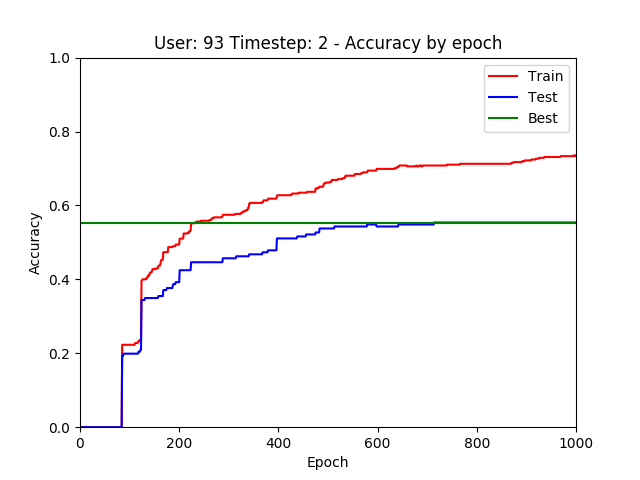 User: 93 Timestep: 2 - Accuracy by epoch
1.0
0.8
0.6
0.4
0.2
0.0
Accuracy
Train
Test
Best
0 200 400 600 800 1000
Epoch